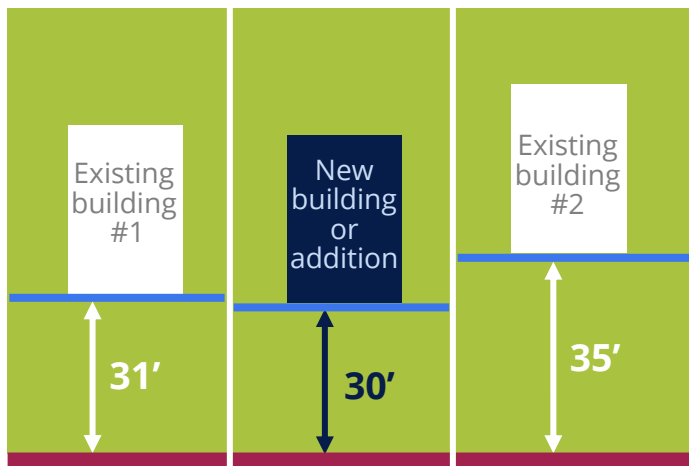 Existing
building
#1
31’
New
building
or
addition
30’
Existing
building
#2
35’